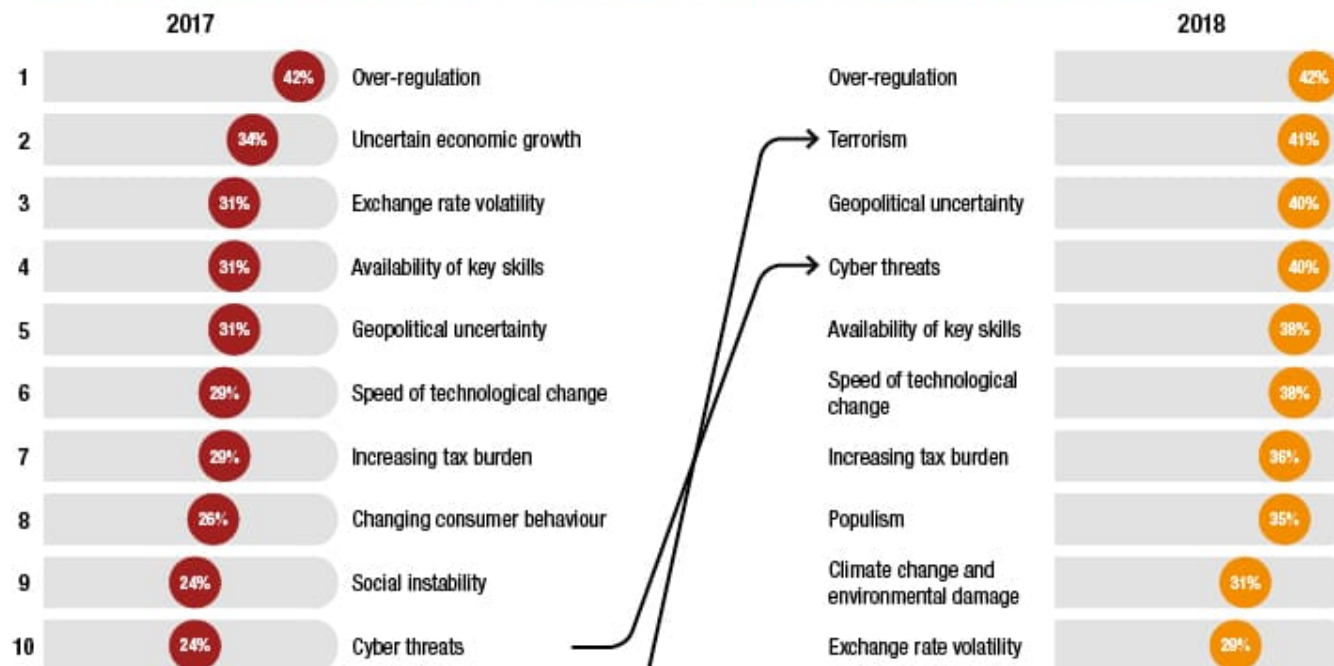 2017 2018
1 42% Over-regulation Over-regulation 42%
2 34% Uncertain economic growth Terrorism 41%
3 31% Exchange rate volatility Geopolitical uncertainty 40%
4 31% Availability of key skills Cyber threats 40%
5 31% Geopolitical uncertainty Availability of key skills 38%
6 29% Speed of technological change Speed of technological
change 38%
7 29% Increasing tax burden Increasing tax burden 36%
8 26% Changing consumer behaviour Populism 35%
9 24% Social instability Climate change and
environmental damage 31%
10 24% Cyber threats Exchange rate volatility 29%